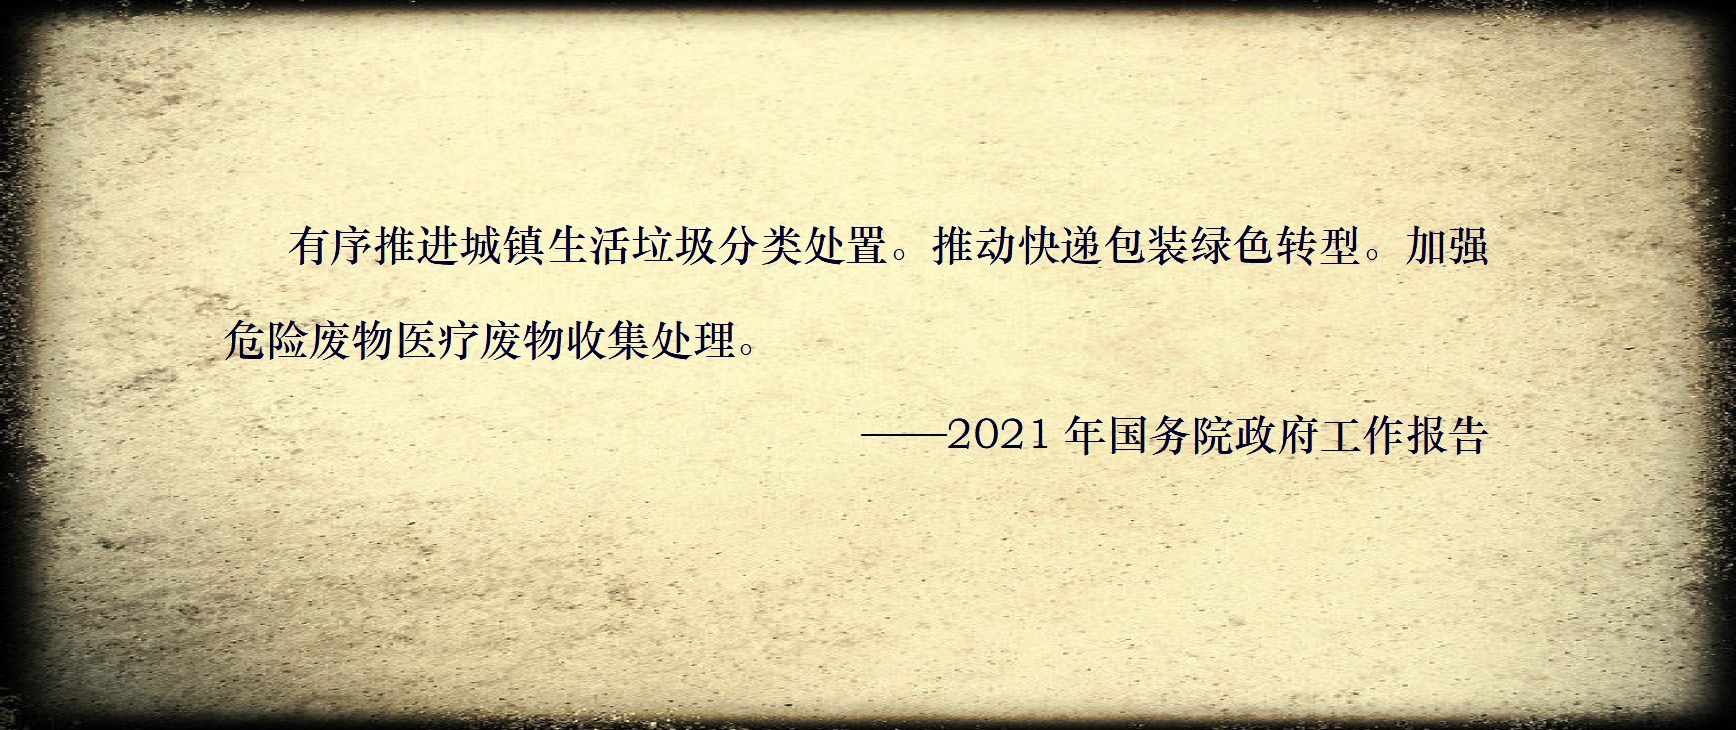 有序推进城镇生活垃圾分类处置。推动快递包装绿色转型。加强
危险废物医疗废物收集处理。
——2021 年国务院政府工作报告